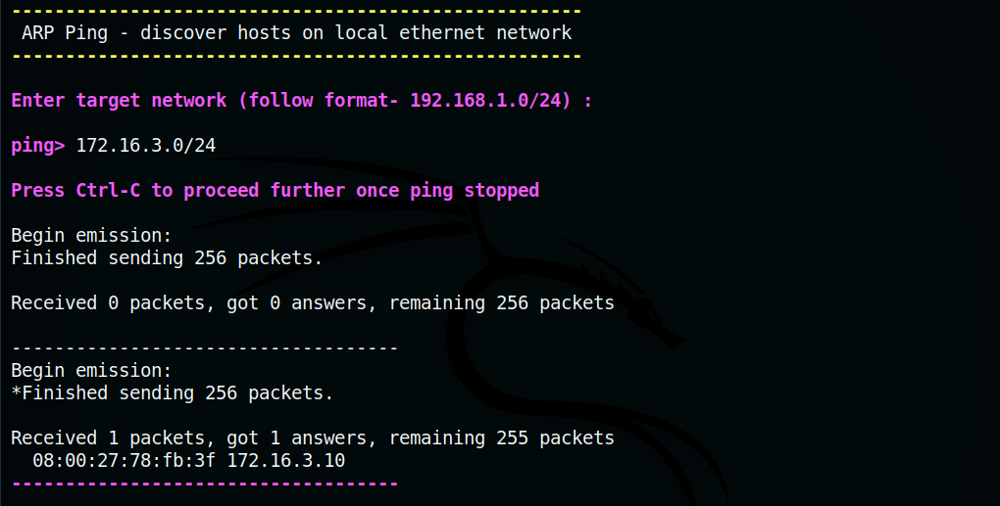 -----------------------------------------------------
ARP Ping - discover hosts on local ethernet network
-----------------------------------------------------
Enter target network (follow format- 192.168.1.0/24) :
ping> 172.16.3.0/24
Press Ctrl-C to proceed further once ping stopped
Begin emission:
Finished sending 256 packets.
Received 0 packets, got 0 answers, remaining 256 packets
------------------------------------
Begin emission:
*Finished sending 256 packets.
Received 1 packets, got 1 answers, remaining 255 packets
08:00:27:78:fb:3f 172.16.3.10
------------------------------------